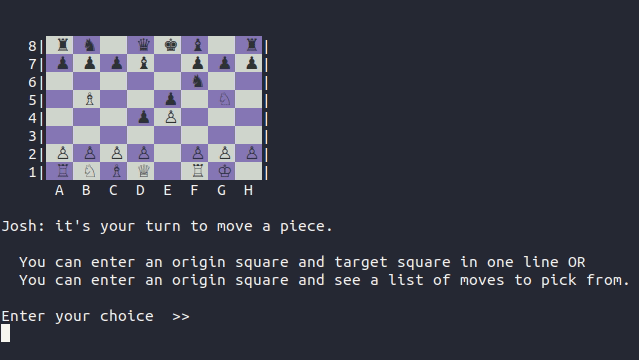 8|♜♞ ♛♚♝ ♜|
7|♟♟♟♝ ♟♟♟|
6| ♞ |
5| ♗ ♟ ♘ |
4| ♟♙ |
3| |
2|♙♙♙♙ ♙♙♙|
1|♖♘♗♕ ♖♔ |
A B C D E F G H
Josh: it's your turn to move a piece.
You can enter an origin square and target square in one line OR
You can enter an origin square and see a list of moves to pick from.
Enter your choice >>